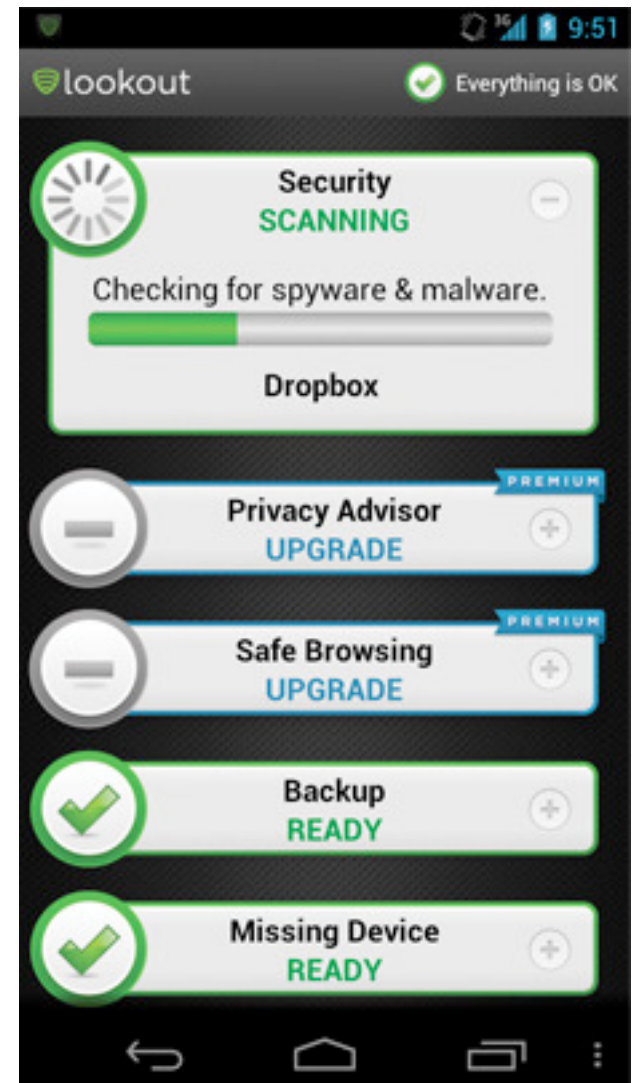 3G 9:51
lookout Everything is OK
Security
SCANNING
Checking for spyware & malware.
Dropbox
PREMIUM
Privacy Advisor
UPGRADE
PREMIUM
Safe Browsing
UPGRADE
Backup
READY
Missing Device
READY